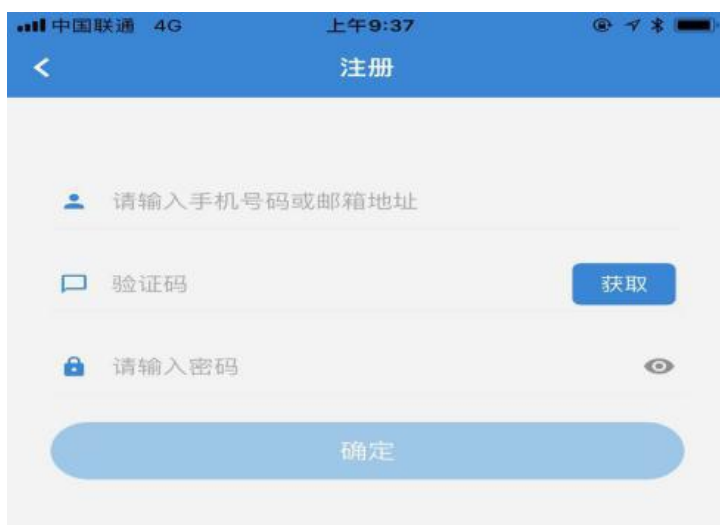 中国联通 4G 上午9:37
注册
请输入手机号码或邮箱地址
验证码 获取
请输入密码
确定